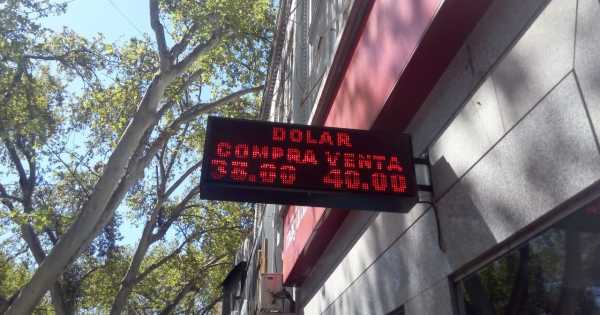 DOLAR
COMPRA VENTA
38.90 40.00